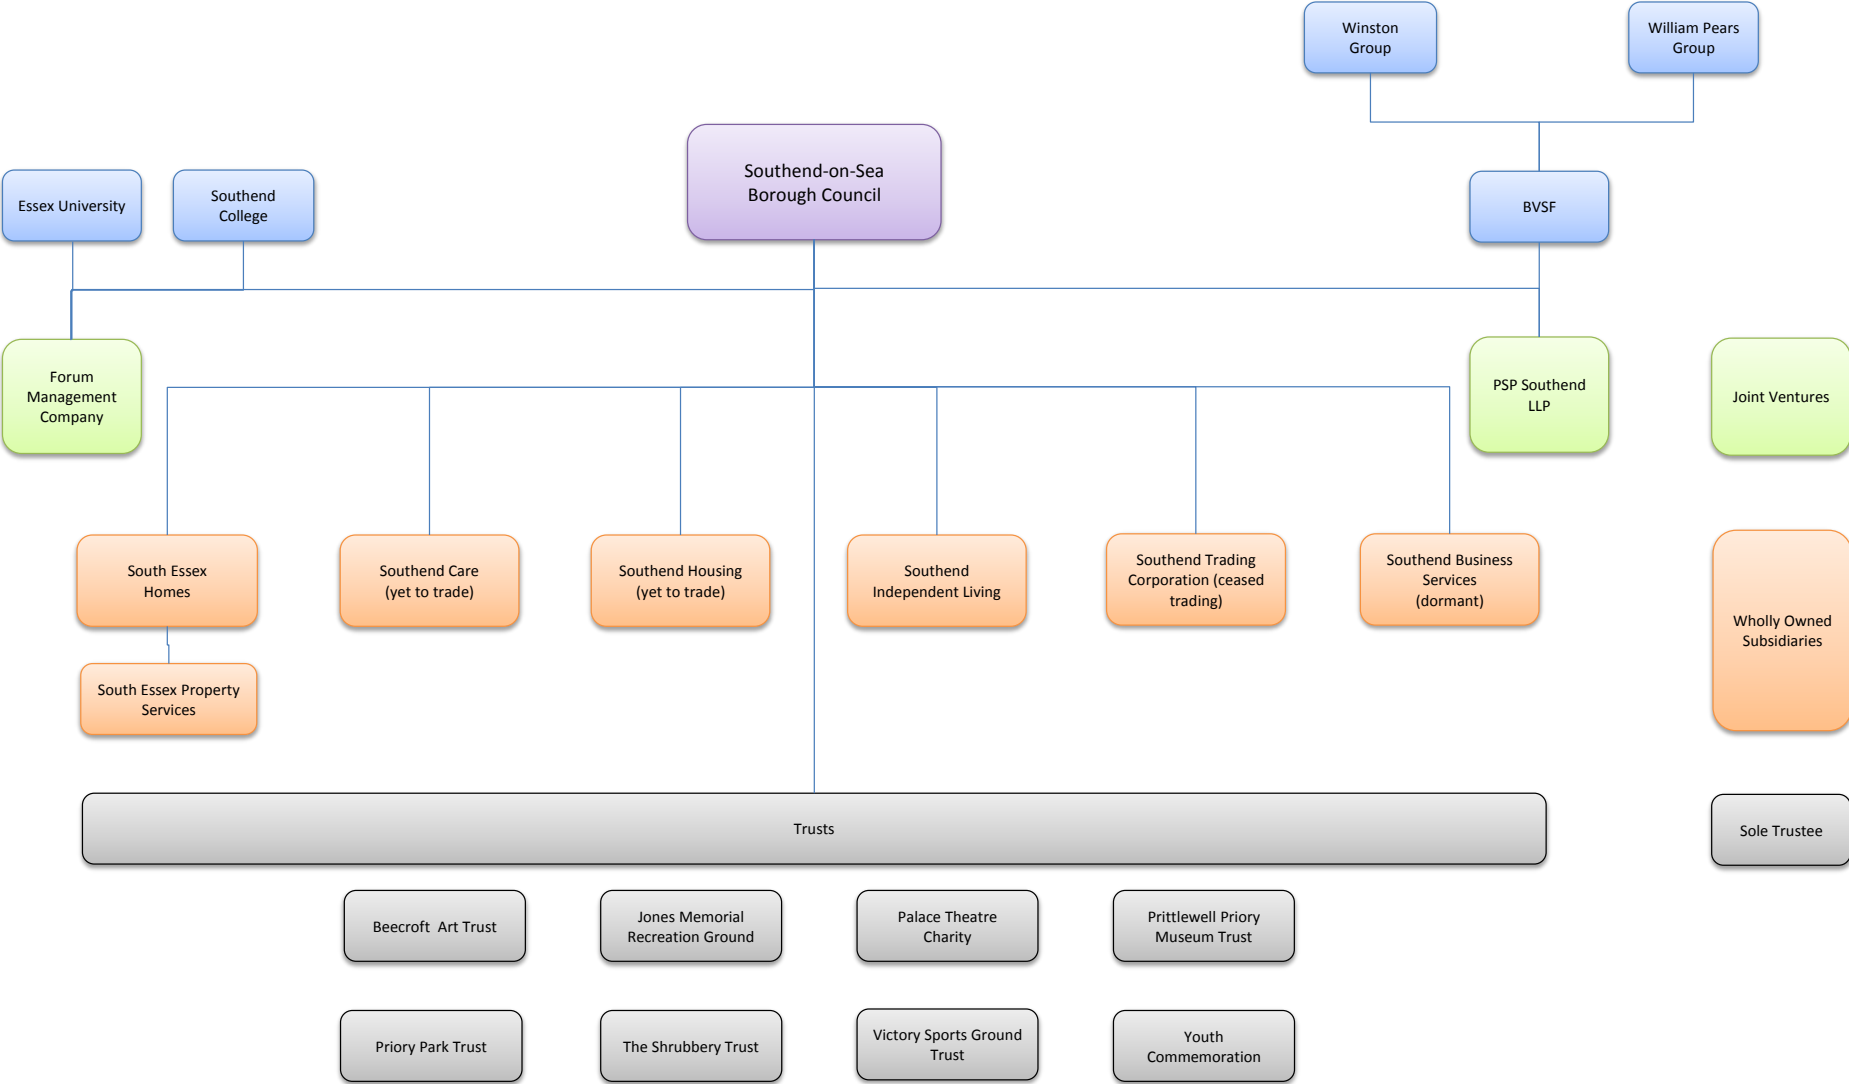 Winston
Group
William Pears
Group
Southend-on-Sea
Borough Council
Essex University
Southend
College
BVSF
Forum
Management
Company
PSP Southend
LLP
Joint Ventures
South Essex
Homes
Southend Care
(yet to trade)
Southend Housing
(yet to trade)
Southend
Independent Living
Southend Trading
Corporation (ceased
trading)
Southend Business
Services
(dormant)
Wholly Owned
Subsidiaries
South Essex Property
Services
Trusts
Sole Trustee
Beecroft  Art Trust
Jones Memorial
Recreation Ground
Palace Theatre
Charity
Prittlewell Priory
Museum Trust
Priory Park Trust
The Shrubbery Trust
Victory Sports Ground
Trust
Youth
Commemoration